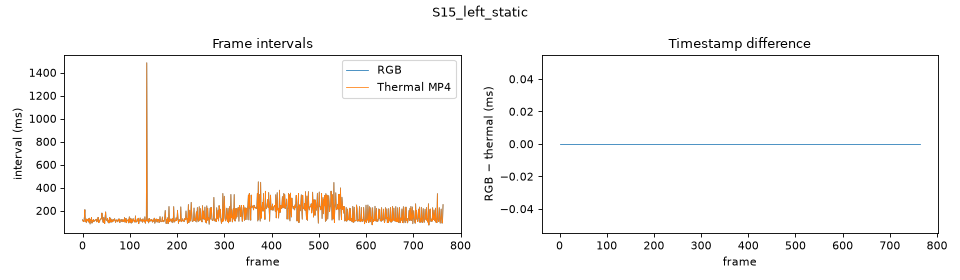 S15_left_static
Frame intervals
interval (ms)
1400
1200
1000
800
600
400
200
0 100 200 300 400 500 600 700 800
frame
RGB
Thermal MP4
Timestamp difference
RGB − thermal (ms)
0.04
0.02
0.00
−0.02
−0.04
0 100 200 300 400 500 600 700 800
frame